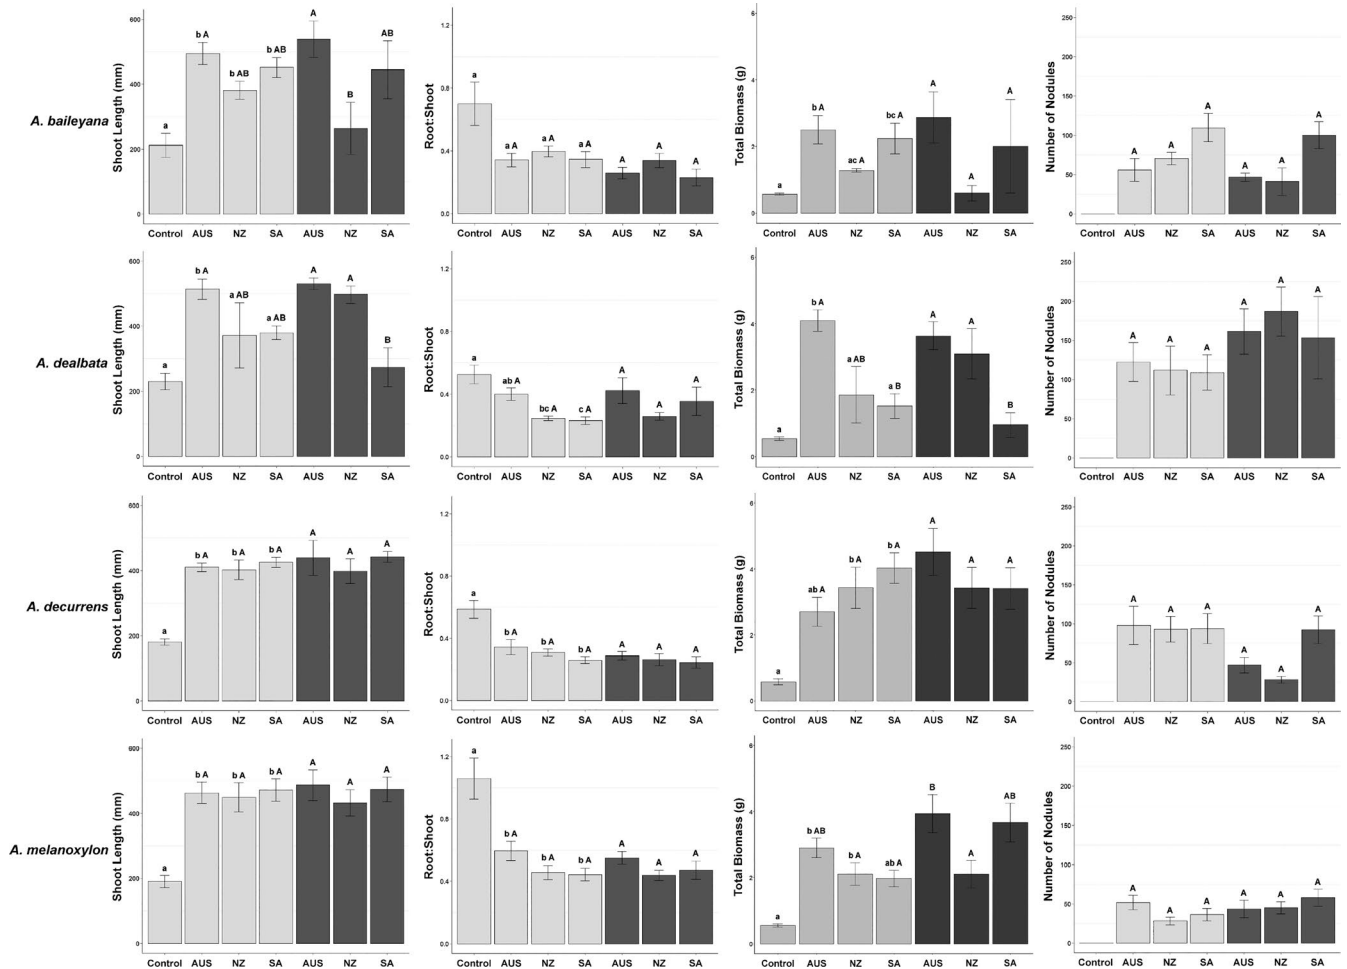 A. baileyana
Shoot Length (mm)
600
400
200
0
a
b A
b AB
b AB
A
B
AB
Control AUS NZ SA AUS NZ SA
Root:Shoot
1.2
0.8
0.4
0.0
a
a A
a A
a A
A
A
A
Control AUS NZ SA AUS NZ SA
Total Biomass (g)
6
4
2
0
a
b A
ac A
bc A
A
A
A
Control AUS NZ SA AUS NZ SA
Number of Nodules
250
200
150
100
50
0
A
A
A
A
A
A
Control AUS NZ SA AUS NZ SA
A. dealbata
Shoot Length (mm)
600
400
200
0
a
b A
a AB
a AB
A
A
B
Control AUS NZ SA AUS NZ SA
Root:Shoot
1.2
0.8
0.4
0.0
a
ab A
bc A
c A
A
A
A
Control AUS NZ SA AUS NZ SA
Total Biomass (g)
6
4
2
0
a
b A
a AB
a B
A
A
B
Control AUS NZ SA AUS NZ SA
Number of Nodules
250
200
150
100
50
0
A
A
A
A
A
A
Control AUS NZ SA AUS NZ SA
A. decurrens
Shoot Length (mm)
600
400
200
0
a
b A
b A
b A
A
A
A
Control AUS NZ SA AUS NZ SA
Root:Shoot
1.2
0.8
0.4
0.0
a
b A
b A
b A
A
A
A
Control AUS NZ SA AUS NZ SA
Total Biomass (g)
6
4
2
0
a
ab A
b A
b A
A
A
A
Control AUS NZ SA AUS NZ SA
Number of Nodules
250
200
150
100
50
0
A
A
A
A
A
A
Control AUS NZ SA AUS NZ SA
A. melanoxylon
Shoot Length (mm)
600
400
200
0
a
b A
b A
b A
A
A
A
Control AUS NZ SA AUS NZ SA
Root:Shoot
1.2
0.8
0.4
0.0
a
b A
b A
b A
A
A
A
Control AUS NZ SA AUS NZ SA
Total Biomass (g)
6
4
2
0
a
b AB
b A
ab A
B
A
AB
Control AUS NZ SA AUS NZ SA
Number of Nodules
250
200
150
100
50
0
A
A
A
A
A
A
Control AUS NZ SA AUS NZ SA